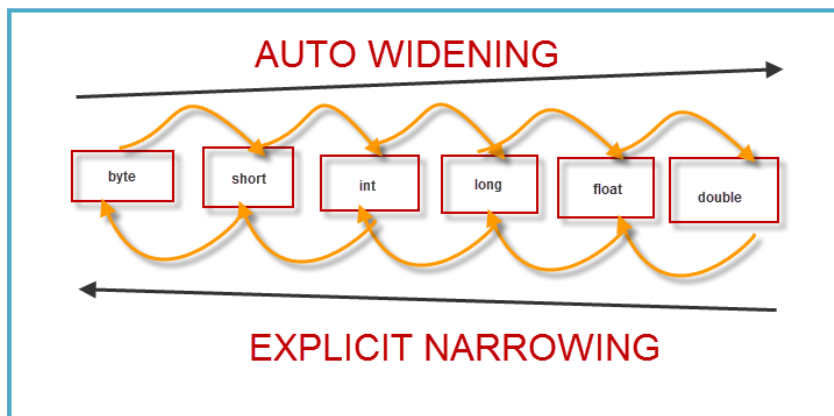 AUTO WIDENING
byte short int long float double
EXPLICIT NARROWING